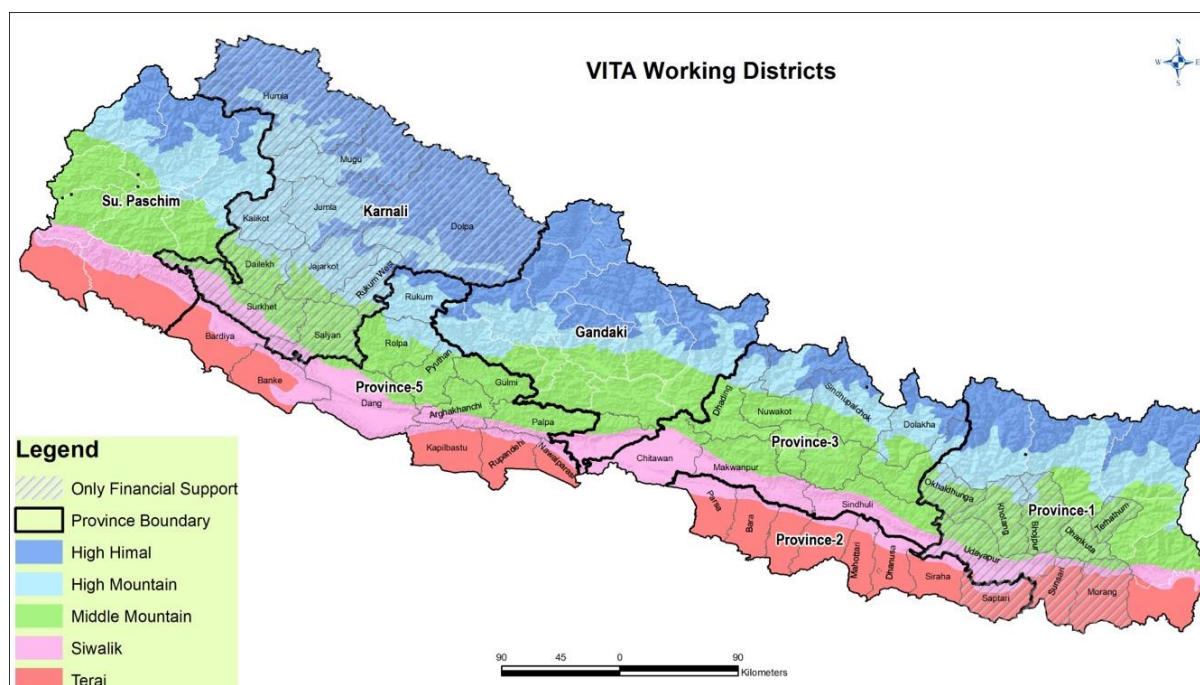 VITA Working Districts
N
W E
S
Humla
Mugu
Su. Paschim
Karnali
Jumla
Kalikot
Dolpa
Dailekh
Jajarkot
Rukum West
Rukum
Surkhet
Salyan
Gandaki
Bardiya
Rolpa
Pyuthan
Banke
Province-5
Gulmi
Dang
Arghakhanchi
Palpa
Kapilbastu
Rupandehi
Nawalparasi
Dhading
Nuwakot
Sindhupalchok
Dolakha
Province-3
Chitawan
Makwanpur
Sindhuli
Okhaldhunga
Khotang
Bhojpur
Province-1
Dhankuta
Terhathum
Udayapur
Parsa
Bara
Province-2
Mahottari
Dhanusa
Siraha
Saptari
Sunsari
Morang
Legend
Only Financial Support
Province Boundary
High Himal
High Mountain
Middle Mountain
Siwalik
Terai
90 45 0 90
Kilometers